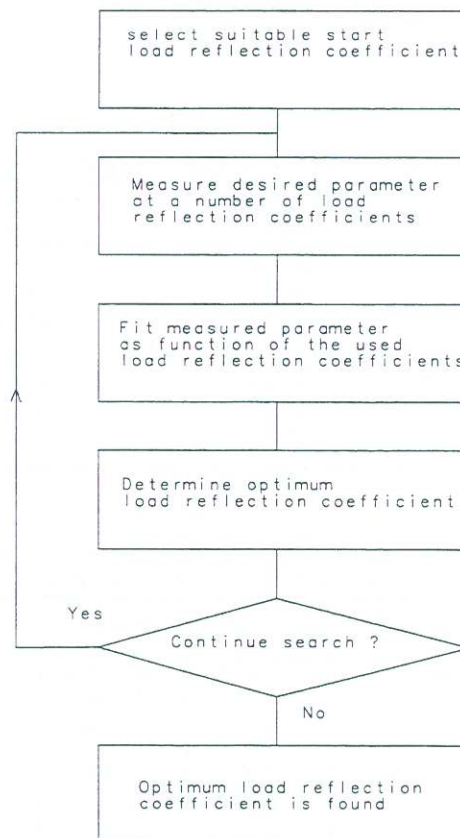 select suitable start
load reflection coefficient
Measure desired parameter
at a number of load
reflection coefficients
Fit measured parameter
as function of the used
load reflection coefficients
Determine optimum
load reflection coefficient
Yes
Continue search ?
No
Optimum load reflection
coefficient is found